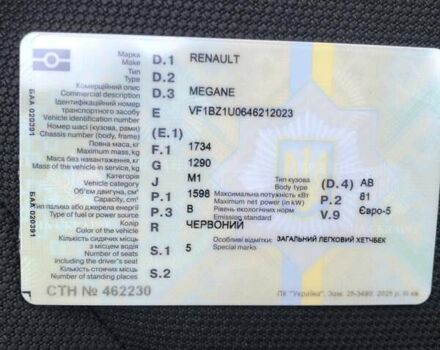 Марка
Make D.1 RENAULT
Тип
Type D.2
Комерційний опис
Commercial description D.3 MEGANE
Ідентифікаційний номер
транспортного засобу E VF1BZ1U0646212023
Vehicle identification number
Номер шасі (кузова, рами) (E.1)
Chassis number (body, frame)
Повна маса, кг F.1 1734
Maximum mass, kg
Маса без навантаження, кг G 1290
Mass of the vehicle in service, kg
Категорія J M1 Тип кузова (D.4) AB
Vehicle category Body type
Об'єм двигуна, см³ P.1 1598 Максимальна потужність кВт P.2 81
Capacity, cm³ Maximum net power (in kW)
Тип палива або джерела енергії P.3 B Рівень екологічних норм V.9 Євро-5
Type of fuel or power source Emissing standard
Колір R ЧЕРВОНИЙ
Color of the vehicle
Кількість сидячих місць S.1 5 Особливі відмітки: ЗАГАЛЬНИЙ ЛЕГКОВИЙ ХЕТЧБЕК
з місцем водія Special marks
Number of seats
Including the driver's seat
Кількість стоячих місць S.2
Number of standing places
СТН № 462230
БАА 020391
БАА 020391